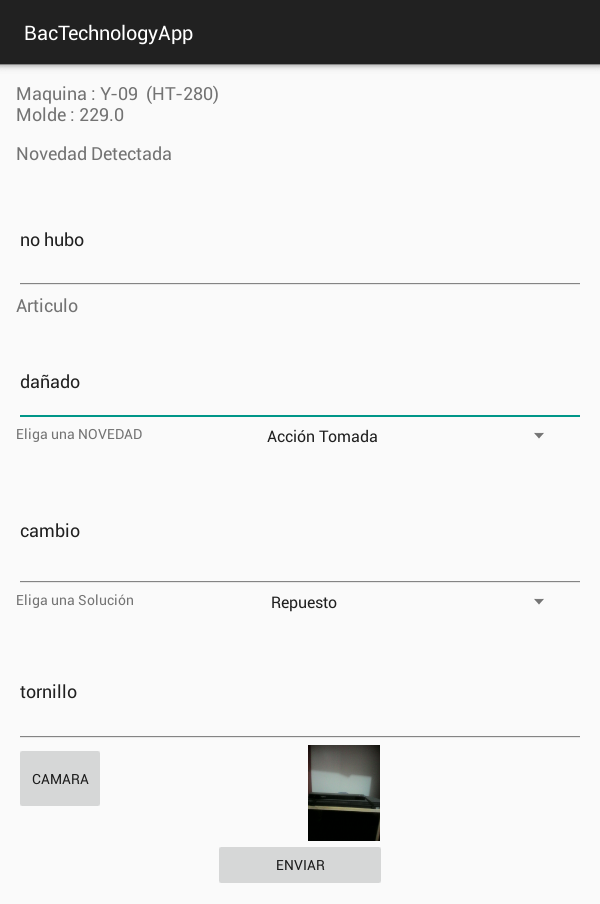 BacTechnologyApp
Maquina : Y-09 (HT-280)
Molde : 229.0
Novedad Detectada
no hubo
Articulo
dañado
Eliga una NOVEDAD Acción Tomada
cambio
Eliga una Solución Repuesto
tornillo
CAMARA
ENVIAR